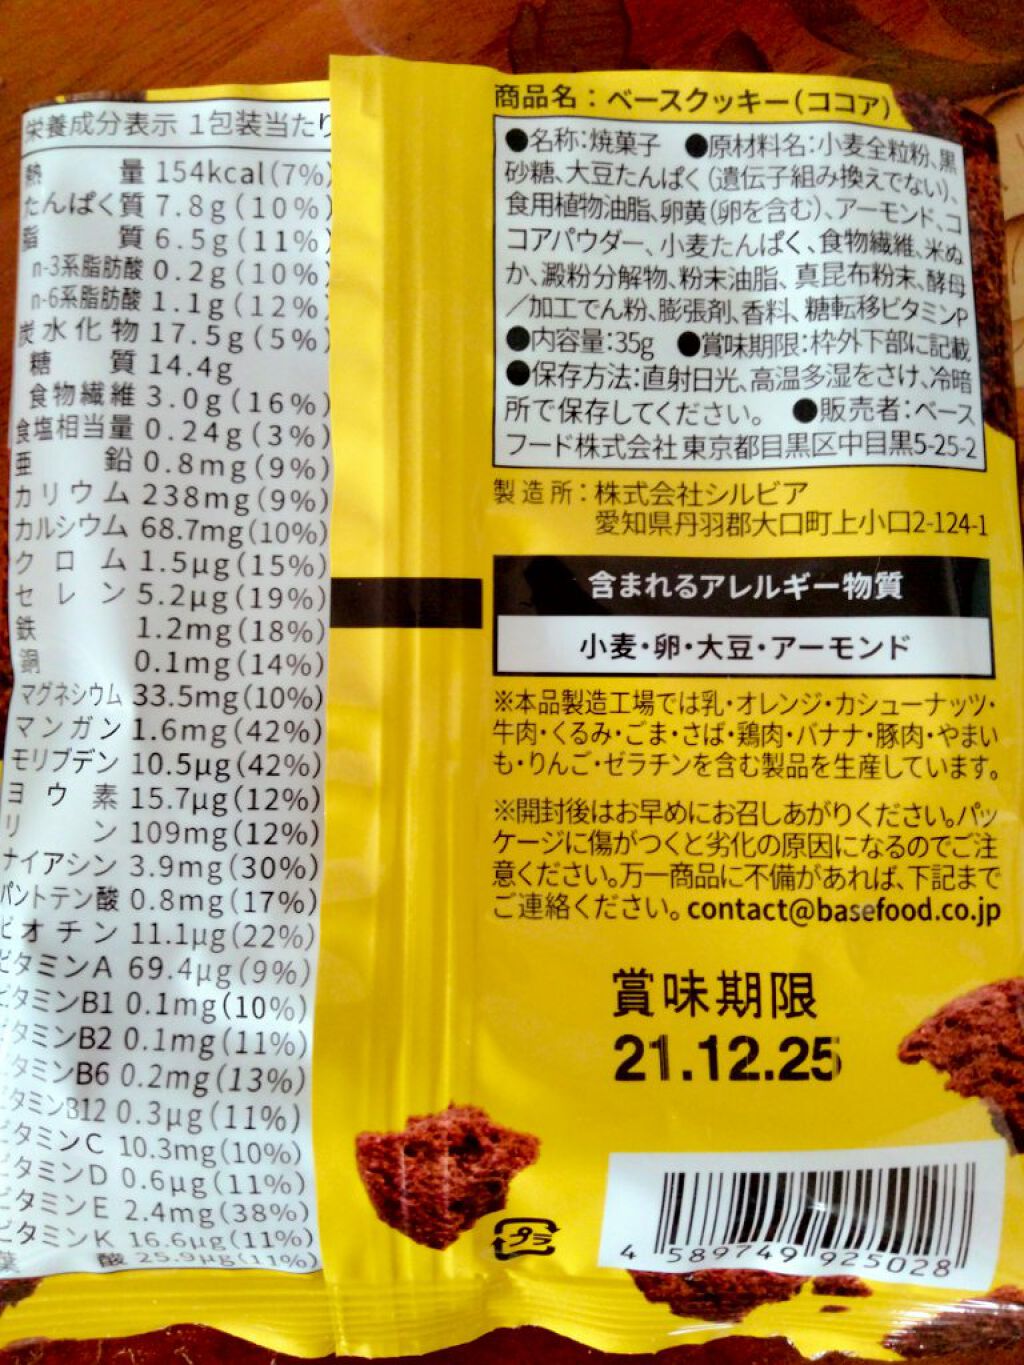 栄養成分表示 1包装当たり
熱量 154kcal(7%)
たんぱく質 7.8g(10%)
脂質 6.5g(11%)
n-3系脂肪酸 0.2g(10%)
n-6系脂肪酸 1.1g(12%)
炭水化物 17.5g(5%)
糖質 14.4g
食物繊維 3.0g(16%)
食塩相当量 0.24g(3%)
亜鉛 0.8mg(9%)
カリウム 238mg(9%)
カルシウム 68.7mg(10%)
クロム 1.5μg(15%)
セレン 5.2μg(19%)
鉄 1.2mg(18%)
銅 0.1mg(14%)
マグネシウム 33.5mg(10%)
マンガン 1.6mg(42%)
モリブデン 10.5μg(42%)
ヨウ素 15.7μg(12%)
リン 109mg(12%)
ナイアシン 3.9mg(30%)
パントテン酸 0.8mg(17%)
ビオチン 11.1μg(22%)
ビタミンA 69.4μg(9%)
ビタミンB1 0.1mg(10%)
ビタミンB2 0.1mg(11%)
ビタミンB6 0.2mg(13%)
ビタミンB12 0.3μg(11%)
ビタミンC 10.3mg(10%)
ビタミンD 0.6μg(11%)
ビタミンE 2.4mg(38%)
ビタミンK 16.6μg(11%)
葉酸 25.9μg(11%)
商品名：ベースクッキー(ココア)
●名称：焼菓子 ●原材料名：小麦全粒粉、黒
砂糖、大豆たんぱく(遺伝子組み換えでない)、
食用植物油脂、卵黄(卵を含む)、アーモンド、コ
コアパウダー、小麦たんぱく、食物繊維、米ぬ
か、澱粉分解物、粉末油脂、真昆布粉末、酵母
/加工でん粉、膨張剤、香料、糖転移ビタミンP
●内容量：35g ●賞味期限：枠外下部に記載
●保存方法：直射日光、高温多湿をさけ、冷暗
所で保存してください。 ●販売者：ベース
フード株式会社 東京都目黒区中目黒5-25-2
製造所：株式会社シルビア
愛知県丹羽郡大口町上小口2-124-1
含まれるアレルギー物質
小麦・卵・大豆・アーモンド
※本品製造工場では乳・オレンジ・カシューナッツ・
牛肉・くるみ・ごま・さば・鶏肉・バナナ・豚肉・やまい
も・りんご・ゼラチンを含む製品を生産しています。
※開封後はお早めにお召しあがりください。パッ
ケージに傷がつくと劣化の原因になるのでご注
意ください。万一商品に不備があれば、下記まで
ご連絡ください。contact@basefood.co.jp
賞味期限
21.12.25
プラ
4 589749 925028